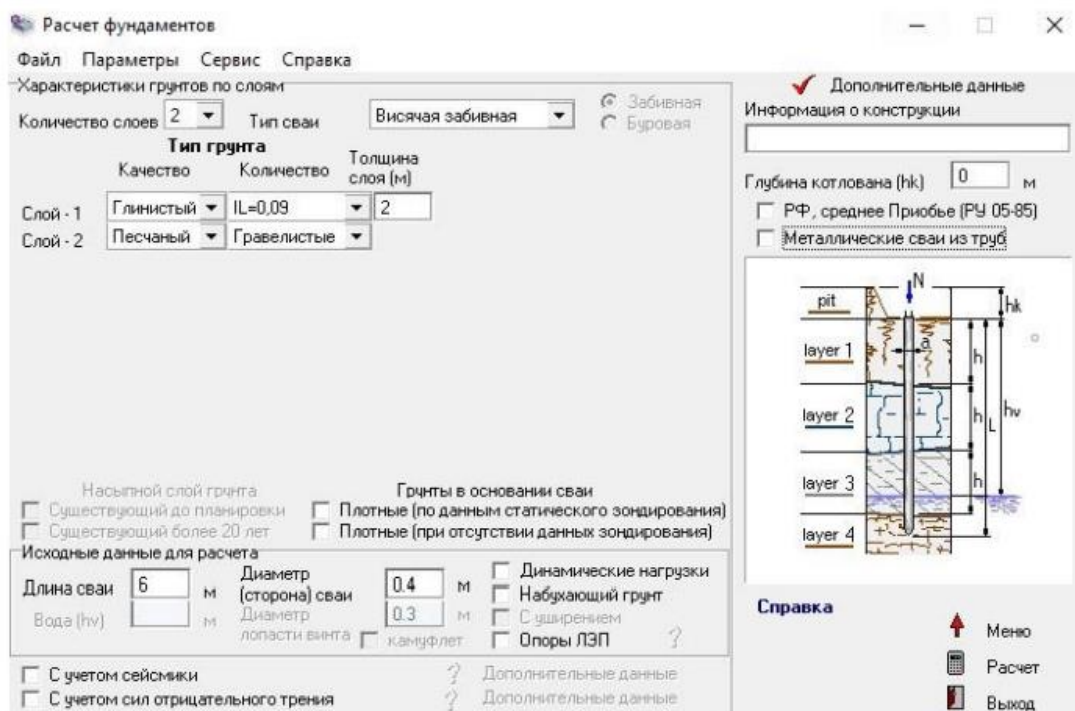 Расчет фундаментов
Файл Параметры Сервис Справка
Характеристики грунтов по слоям
Количество слоев 2 Тип сваи Висячая забивная
Забивная
Буровая
Тип грунта
Качество Количество Толщина слоя (м)
Слой - 1 Глинистый IL=0,09 2
Слой - 2 Песчаный Гравелистые
Насыпной слой грунта
Существующий до планировки
Существующий более 20 лет
Грунты в основании сваи
Плотные (по данным статического зондирования)
Плотные (при отсутствии данных зондирования)
Исходные данные для расчета
Длина сваи 6 м
Вода (hv) м
Диаметр (сторона) сваи 0.4 м
Диаметр лопасти винта 0.3 м
камуфлет
Динамические нагрузки
Набухающий грунт
С уширением
Опоры ЛЭП ?
С учетом сейсмики ? Дополнительные данные
С учетом сил отрицательного трения ? Дополнительные данные
Дополнительные данные
Информация о конструкции
Глубина котлована (hk) 0 м
РФ, среднее Приобье (РУ 05-85)
Металлические сваи из труб
N
pit hk
layer 1 a h
layer 2 h L hv
layer 3 h
layer 4
Справка
Меню
Расчет
Выход